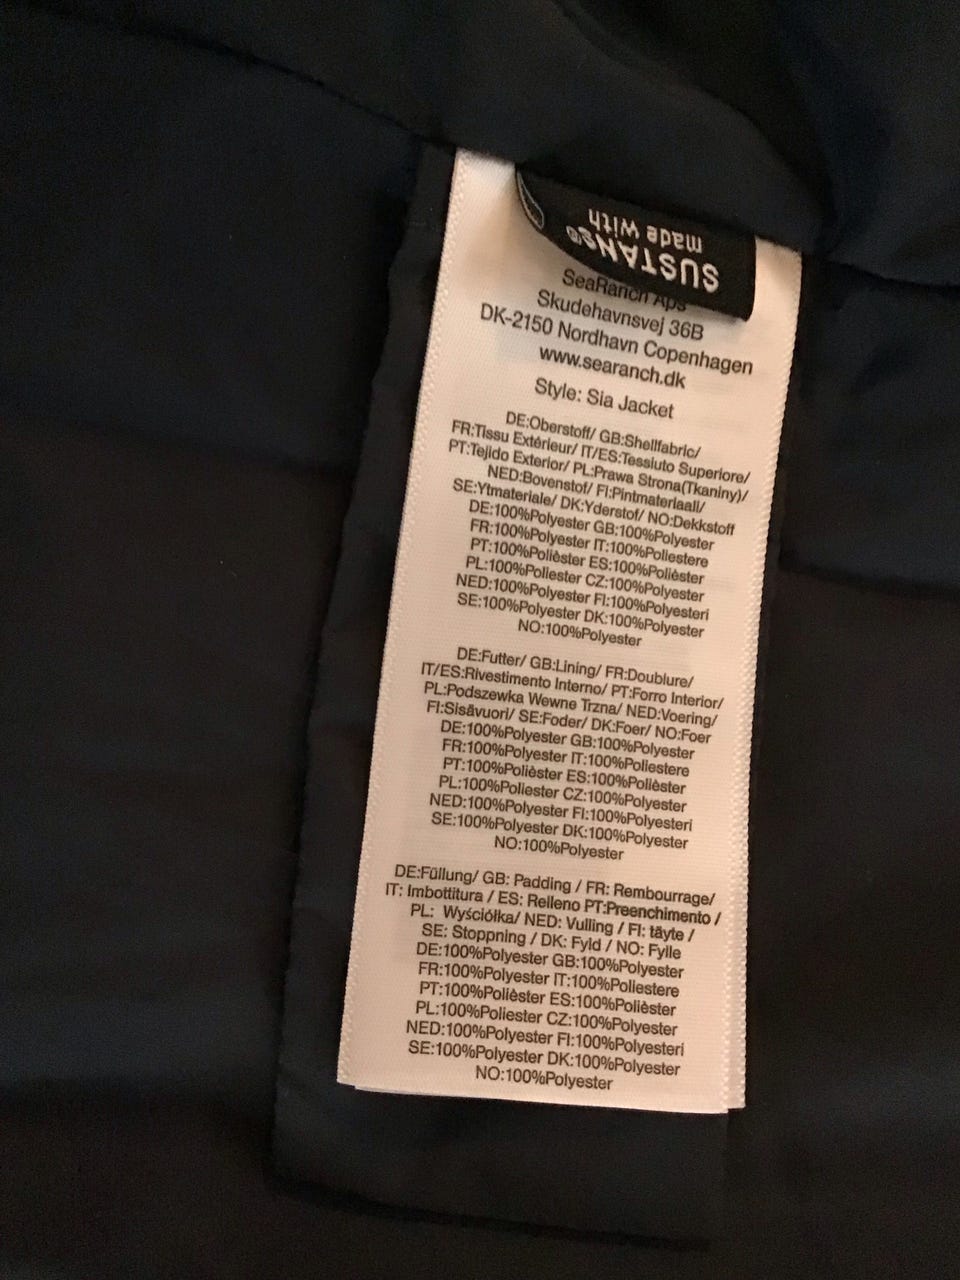 made with
SUSTANS®
SeaRanch Aps
Skudehavnsvej 36B
DK-2150 Nordhavn Copenhagen
www.searanch.dk
Style: Sia Jacket
DE:Oberstoff/ GB:Shellfabric/
FR:Tissu Extérieur/ IT/ES:Tessiuto Superiore/
PT:Tejido Exterior/ PL:Prawa Strona(Tkaniny)/
NED:Bovenstof/ FI:Pintmateriaall/
SE:Ytmateriale/ DK:Yderstof/ NO:Dekkstoff
DE:100%Polyester GB:100%Polyester
FR:100%Polyester IT:100%Poliestere
PT:100%Polièster ES:100%Polièster
PL:100%Poliester CZ:100%Polyester
NED:100%Polyester FI:100%Polyesteri
SE:100%Polyester DK:100%Polyester
NO:100%Polyester
DE:Futter/ GB:Lining/ FR:Doublure/
IT/ES:Rivestimento Interno/ PT:Forro Interior/
PL:Podszewka Wewne Trzna/ NED:Voering/
FI:Sisävuori/ SE:Foder/ DK:Foer/ NO:Foer
DE:100%Polyester GB:100%Polyester
FR:100%Polyester IT:100%Poliestere
PT:100%Polièster ES:100%Polièster
PL:100%Poliester CZ:100%Polyester
NED:100%Polyester FI:100%Polyesteri
SE:100%Polyester DK:100%Polyester
NO:100%Polyester
DE:Füllung/ GB: Padding / FR: Rembourrage/
IT: Imbottitura / ES: Relleno PT:Preenchimento /
PL: Wyściółka/ NED: Vulling / FI: täyte /
SE: Stoppning / DK: Fyld / NO: Fylle
DE:100%Polyester GB:100%Polyester
FR:100%Polyester IT:100%Poliestere
PT:100%Polièster ES:100%Polièster
PL:100%Poliester CZ:100%Polyester
NED:100%Polyester FI:100%Polyesteri
SE:100%Polyester DK:100%Polyester
NO:100%Polyester